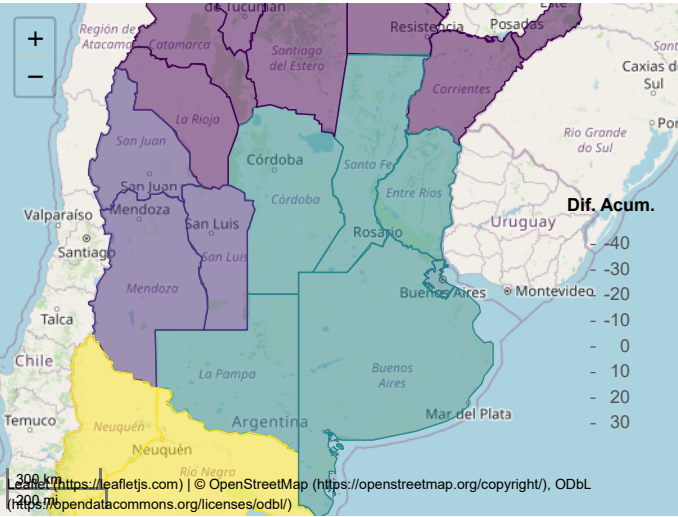 de Tucumán
Este
+
−
Región de
Atacama
Catamarca
Santiago
del Estero
Resistencia
Posadas
Sant
Caxias do
Sul
Corrientes
La Rioja
Por
Rio Grande
do Sul
San Juan
Córdoba
Santa Fe
San Juan
Córdoba
Entre Ríos
Dif. Acum.
Valparaíso
Mendoza
San Luis
Uruguay
Rosario
Santiago
San Luis
- -40
- -30
Mendoza
Buenos Aires
Montevideo
- -20
Talca
- -10
Chile
- 0
La Pampa
Buenos
Aires
- 10
- 20
Temuco
Neuquén
Argentina
Mar del Plata
- 30
Neuquén
Río Negro
300 km
Leaflet (https://leafletjs.com) | © OpenStreetMap (https://openstreetmap.org/copyright/), ODbL
200 mi
(https://opendatacommons.org/licenses/odbl/)